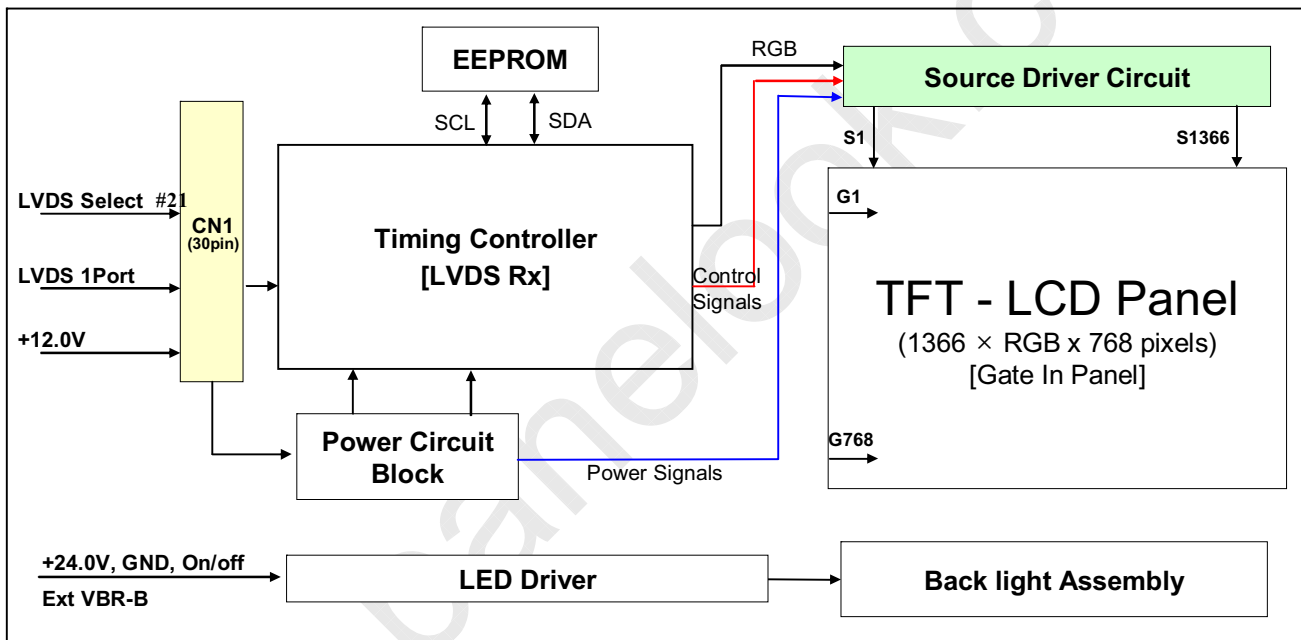 EEPROM
SCL
SDA
RGB
Source Driver Circuit
S1
S1366
LVDS Select #21
LVDS 1Port
+12.0V
CN1
(30pin)
Timing Controller
[LVDS Rx]
Control
Signals
G1
TFT - LCD Panel
(1366 × RGB x 768 pixels)
[Gate In Panel]
G768
Power Circuit
Block
Power Signals
+24.0V, GND, On/off
Ext VBR-B
LED Driver
Back light Assembly
panelook.c